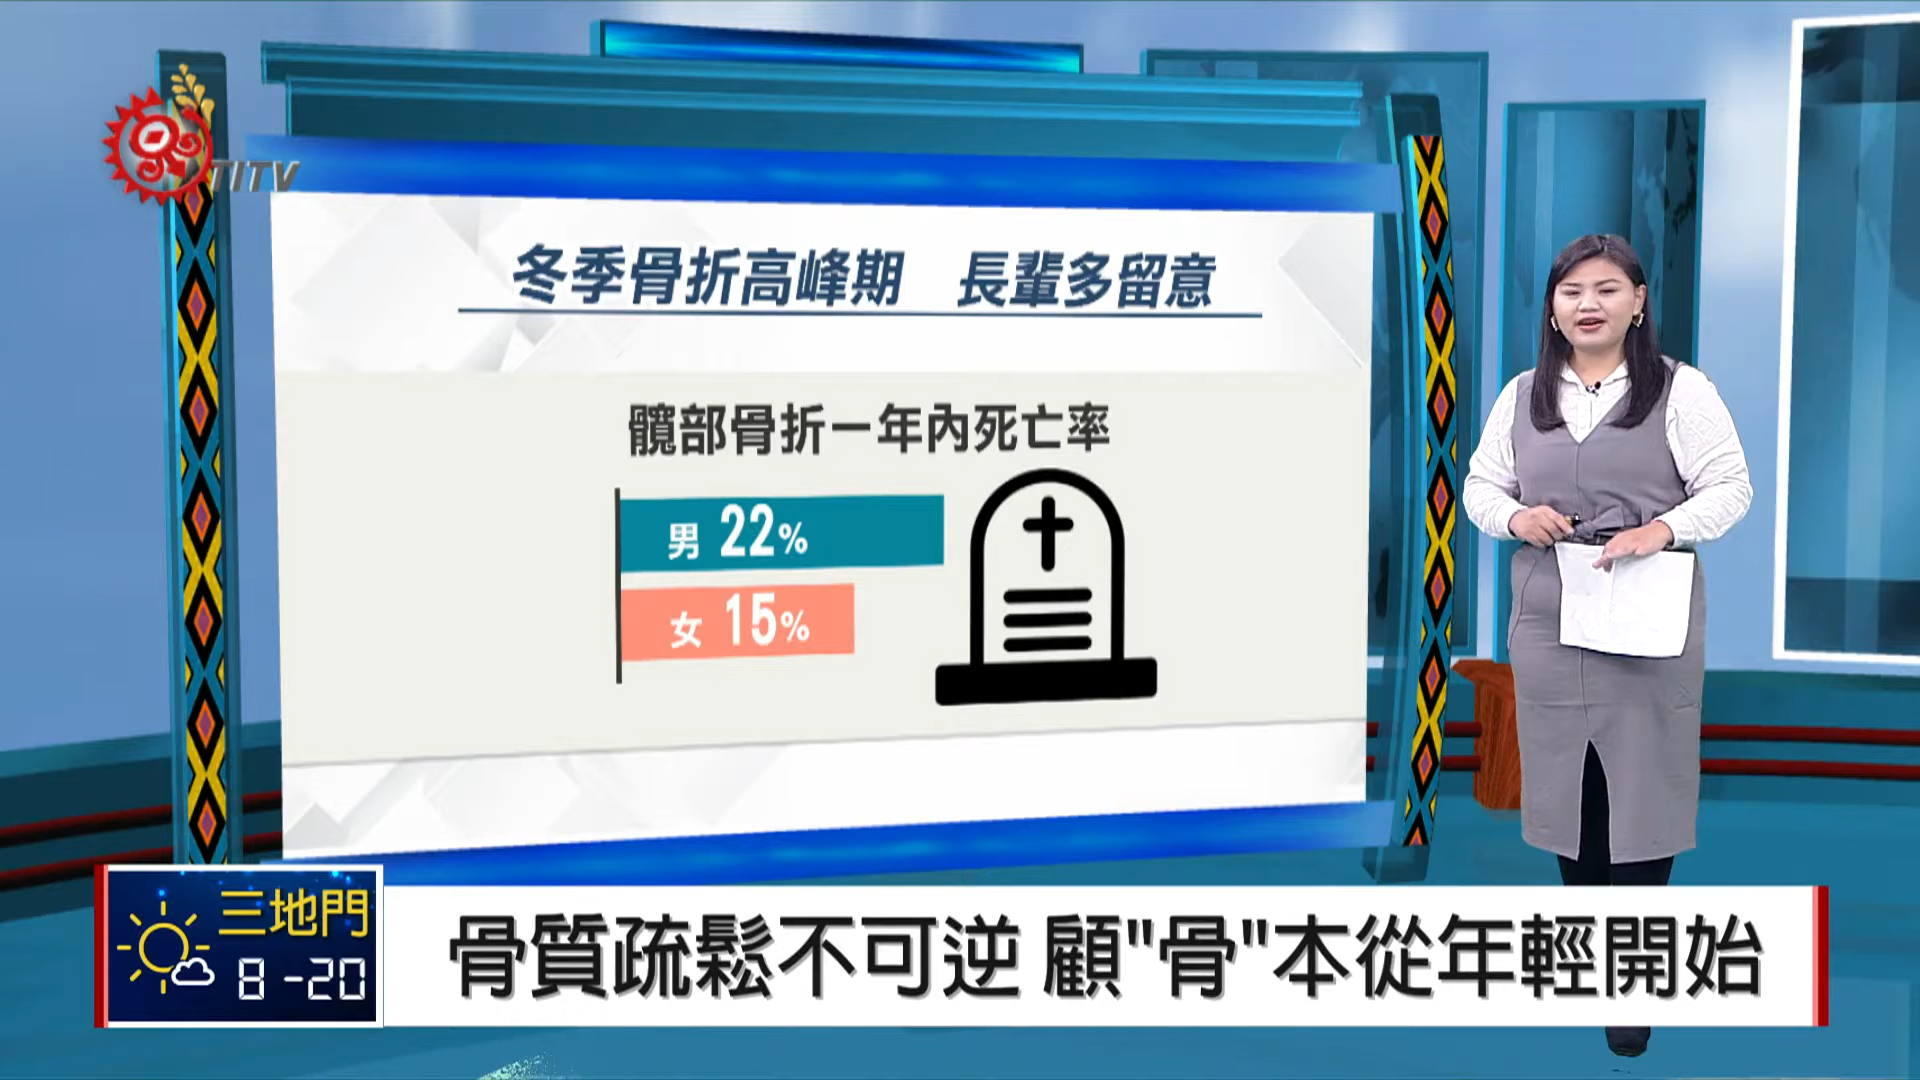 TITV
冬季骨折高峰期 長輩多留意
髖部骨折一年內死亡率
男 22%
女 15%
三地門
8-20
骨質疏鬆不可逆 顧"骨"本從年輕開始